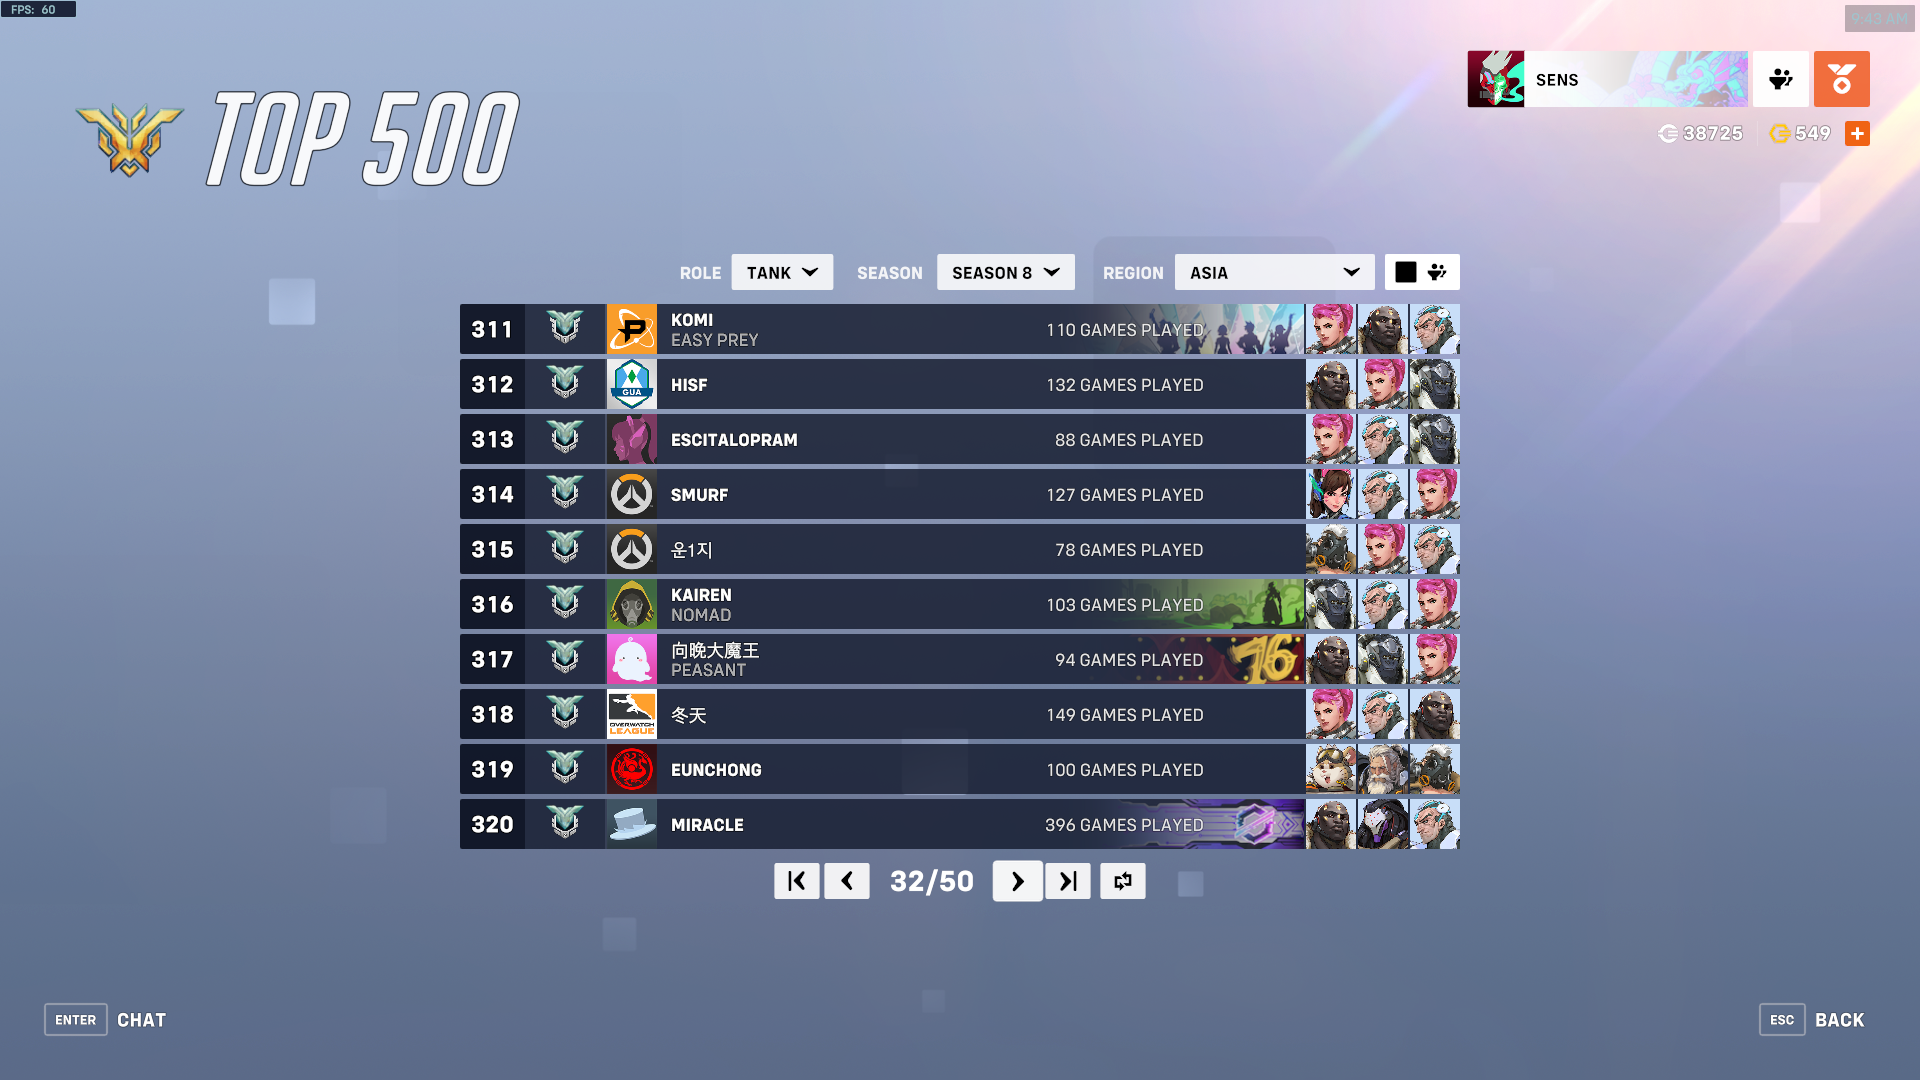 FPS: 60
9:43 AM
TOP 500
SENS
38725
549
ROLE TANK SEASON SEASON 8 REGION ASIA
311 KOMI 110 GAMES PLAYED
EASY PREY
312 GUA HISF 132 GAMES PLAYED
313 ESCITALOPRAM 88 GAMES PLAYED
314 SMURF 127 GAMES PLAYED
315 운1지 78 GAMES PLAYED
316 KAIREN 103 GAMES PLAYED
NOMAD
317 向晚大魔王 94 GAMES PLAYED 76
PEASANT
318 OVERWATCH LEAGUE 冬天 149 GAMES PLAYED
319 EUNCHONG 100 GAMES PLAYED
320 MIRACLE 396 GAMES PLAYED
32/50
ENTER CHAT
ESC BACK